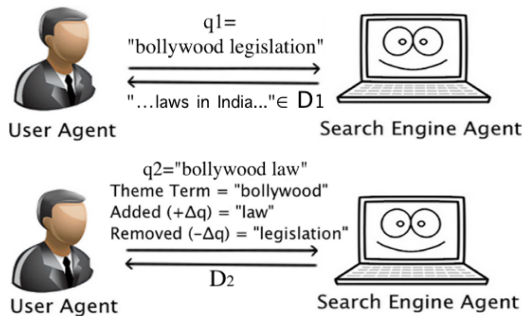 q1=
"bollywood legislation"
"...laws in India..."∈ D1
User Agent
Search Engine Agent
q2="bollywood law"
Theme Term = "bollywood"
Added (+Δq) = "law"
Removed (−Δq) = "legislation"
D2
User Agent
Search Engine Agent